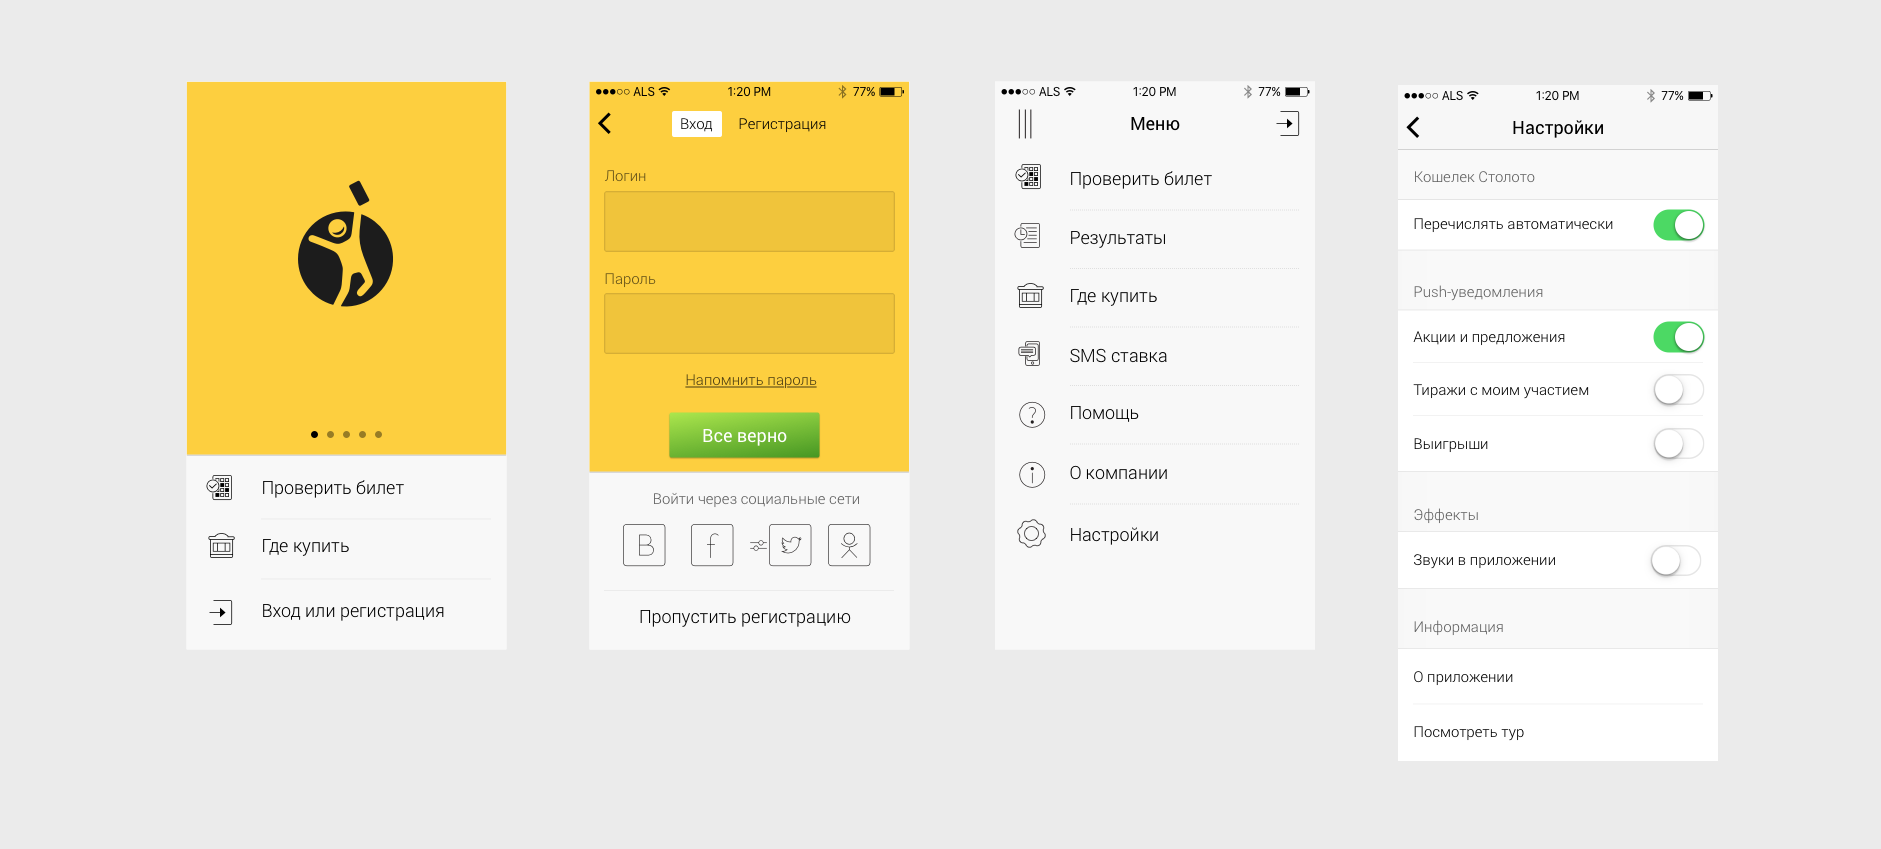 Проверить билет
Где купить
Вход или регистрация
ALS 1:20 PM 77%
Вход Регистрация
Логин
Пароль
Напомнить пароль
Все верно
Войти через социальные сети
Пропустить регистрацию
ALS 1:20 PM 77%
Меню
Проверить билет
Результаты
Где купить
SMS ставка
Помощь
О компании
Настройки
ALS 1:20 PM 77%
Настройки
Кошелек Столото
Перечислять автоматически
Push-уведомления
Акции и предложения
Тиражи с моим участием
Выигрыши
Эффекты
Звуки в приложении
Информация
О приложении
Посмотреть тур